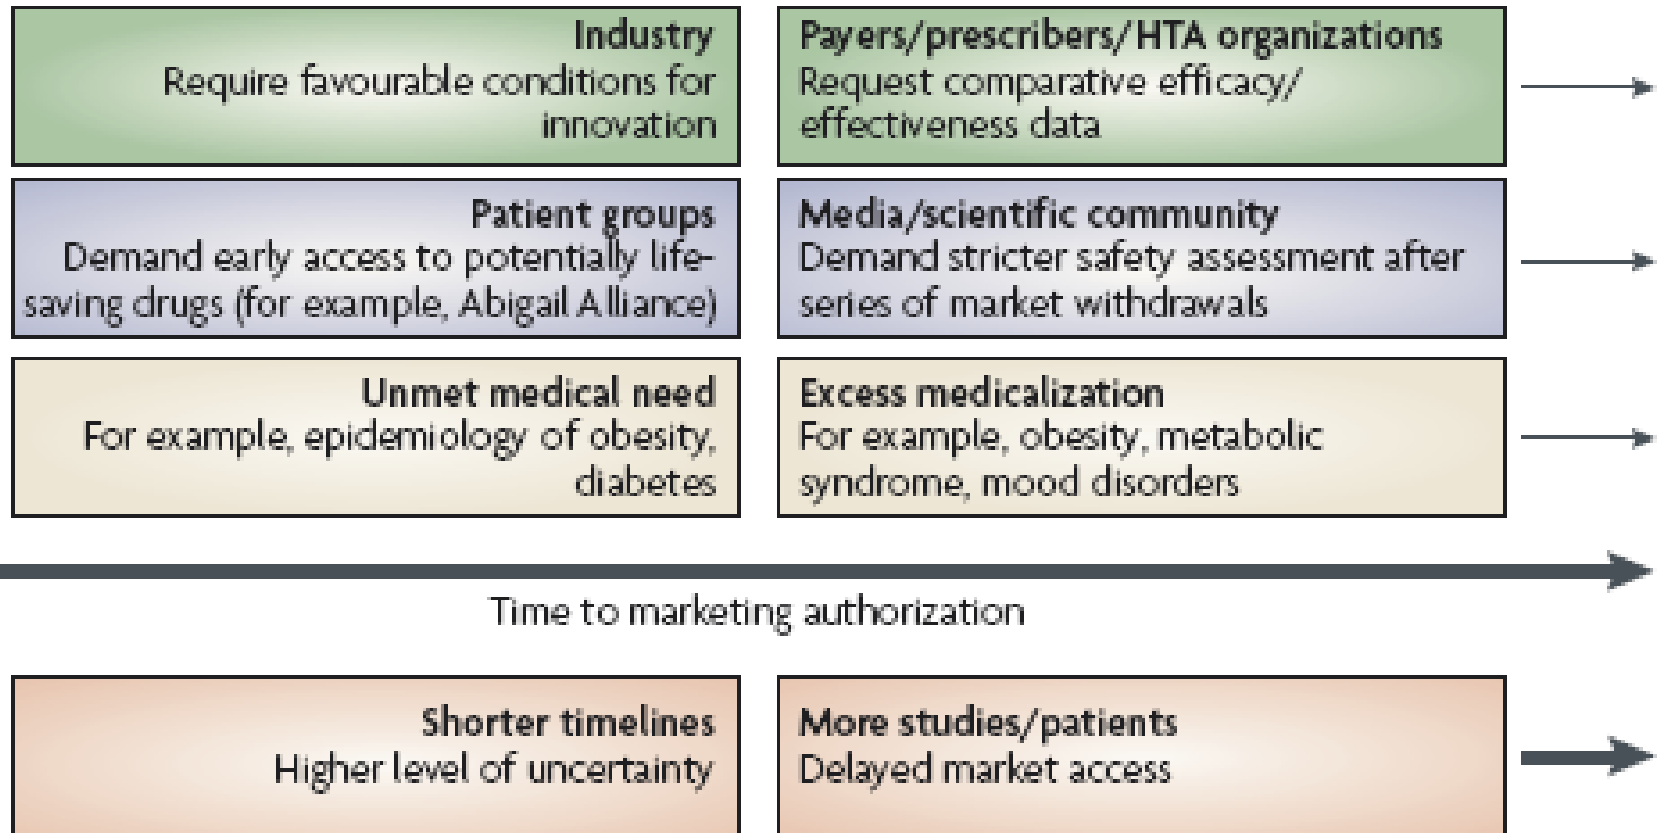 Industry
Require favourable conditions for
innovation
Payers/prescribers/HTA organizations
Request comparative efficacy/
effectiveness data
Patient groups
Demand early access to potentially life-
saving drugs (for example, Abigail Alliance)
Media/scientific community
Demand stricter safety assessment after
series of market withdrawals
Unmet medical need
For example, epidemiology of obesity,
diabetes
Excess medicalization
For example, obesity, metabolic
syndrome, mood disorders
Time to marketing authorization
Shorter timelines
Higher level of uncertainty
More studies/patients
Delayed market access